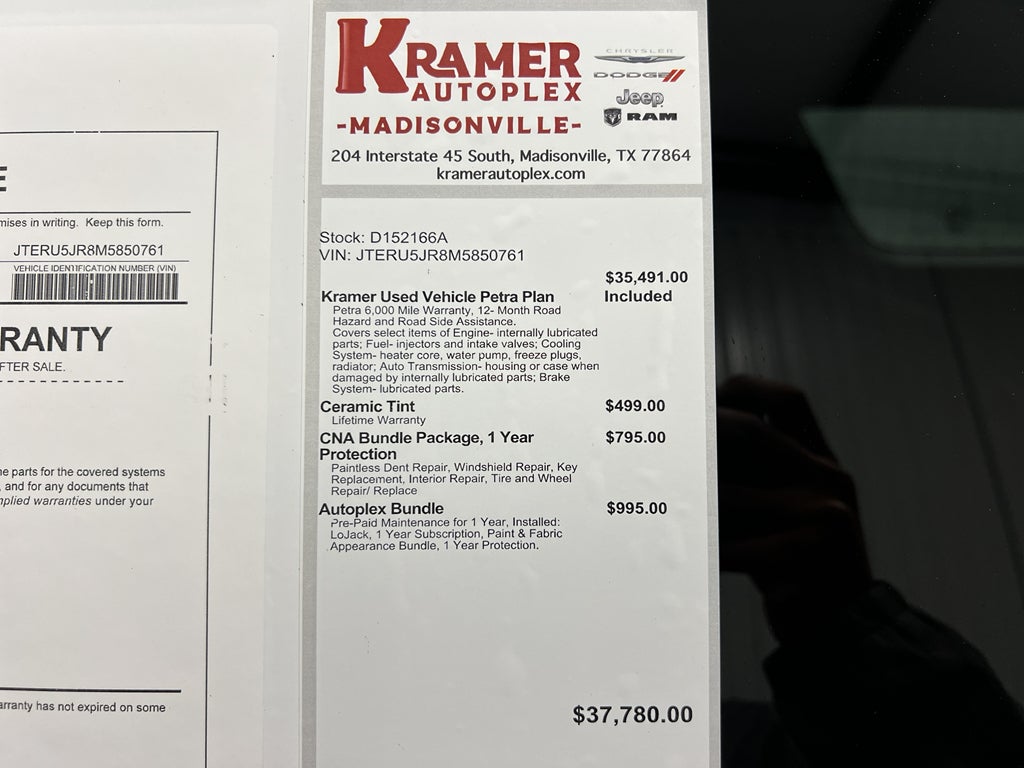 E
mises in writing. Keep this form.
JTERU5JR8M5850761
VEHICLE IDENTIFICATION NUMBER (VIN)
RANTY
FTER SALE.
he parts for the covered systems
, and for any documents that
mplied warranties under your
arranty has not expired on some
KRAMER
AUTOPLEX
-MADISONVILLE-
CHRYSLER
DODGE
Jeep
RAM
204 Interstate 45 South, Madisonville, TX 77864
kramerautoplex.com
Stock: D152166A
VIN: JTERU5JR8M5850761
$35,491.00
Kramer Used Vehicle Petra Plan Included
Petra 6,000 Mile Warranty, 12- Month Road
Hazard and Road Side Assistance.
Covers select items of Engine- internally lubricated
parts; Fuel- injectors and intake valves; Cooling
System- heater core, water pump, freeze plugs,
radiator; Auto Transmission- housing or case when
damaged by internally lubricated parts; Brake
System- lubricated parts.
Ceramic Tint $499.00
Lifetime Warranty
CNA Bundle Package, 1 Year $795.00
Protection
Paintless Dent Repair, Windshield Repair, Key
Replacement, Interior Repair, Tire and Wheel
Repair/ Replace
Autoplex Bundle $995.00
Pre-Paid Maintenance for 1 Year, Installed:
LoJack, 1 Year Subscription, Paint & Fabric
Appearance Bundle, 1 Year Protection.
$37,780.00